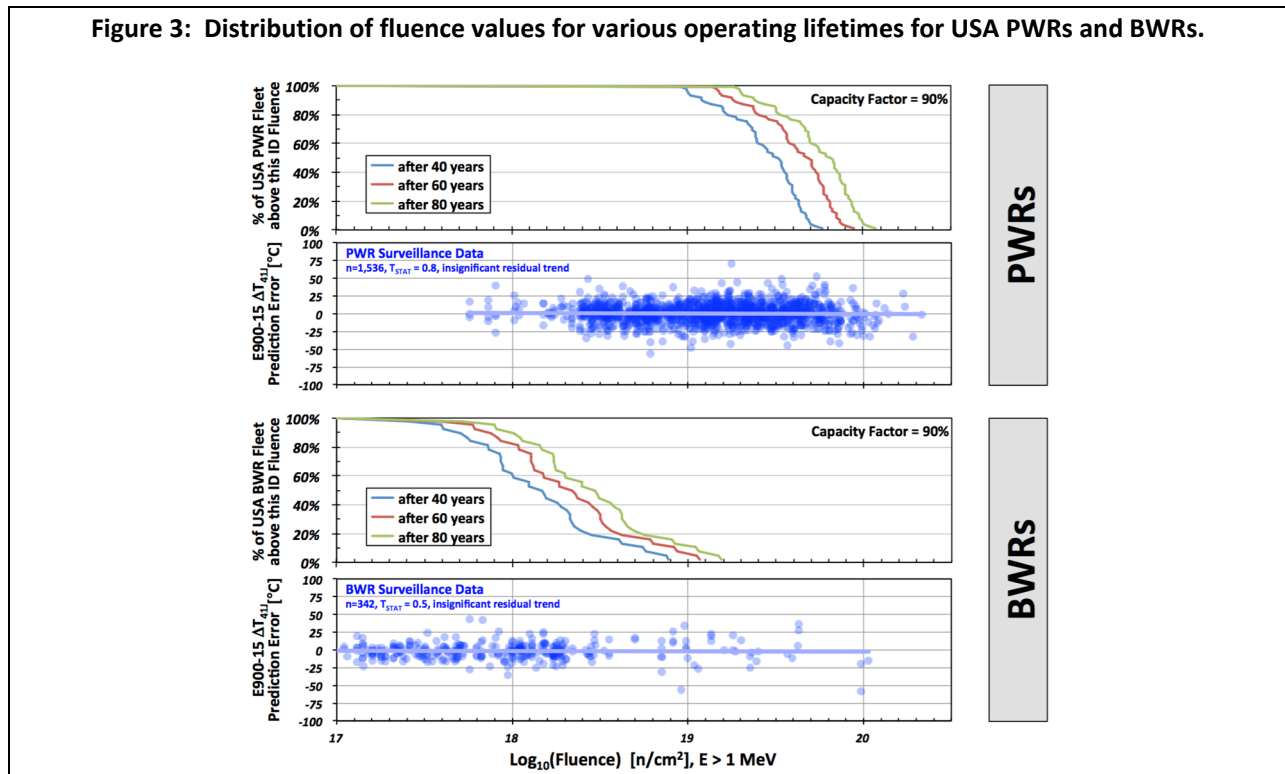 Figure 3: Distribution of fluence values for various operating lifetimes for USA PWRs and BWRs.
% of USA PWR Fleet
above this ID Fluence
100%
80%
60%
40%
20%
0%
Capacity Factor = 90%
after 40 years
after 60 years
after 80 years
PWRs
E900-15 ΔT41J
Prediction Error [°C]
100
75
50
25
0
-25
-50
-75
-100
PWR Surveillance Data
n=1,536, TSTAT = 0.8, insignificant residual trend
% of USA BWR Fleet
above this ID Fluence
100%
80%
60%
40%
20%
0%
Capacity Factor = 90%
after 40 years
after 60 years
after 80 years
BWRs
E900-15 ΔT41J
Prediction Error [°C]
100
75
50
25
0
-25
-50
-75
-100
BWR Surveillance Data
n=342, TSTAT = 0.5, insignificant residual trend
17
18
19
20
Log10(Fluence) [n/cm2], E > 1 MeV